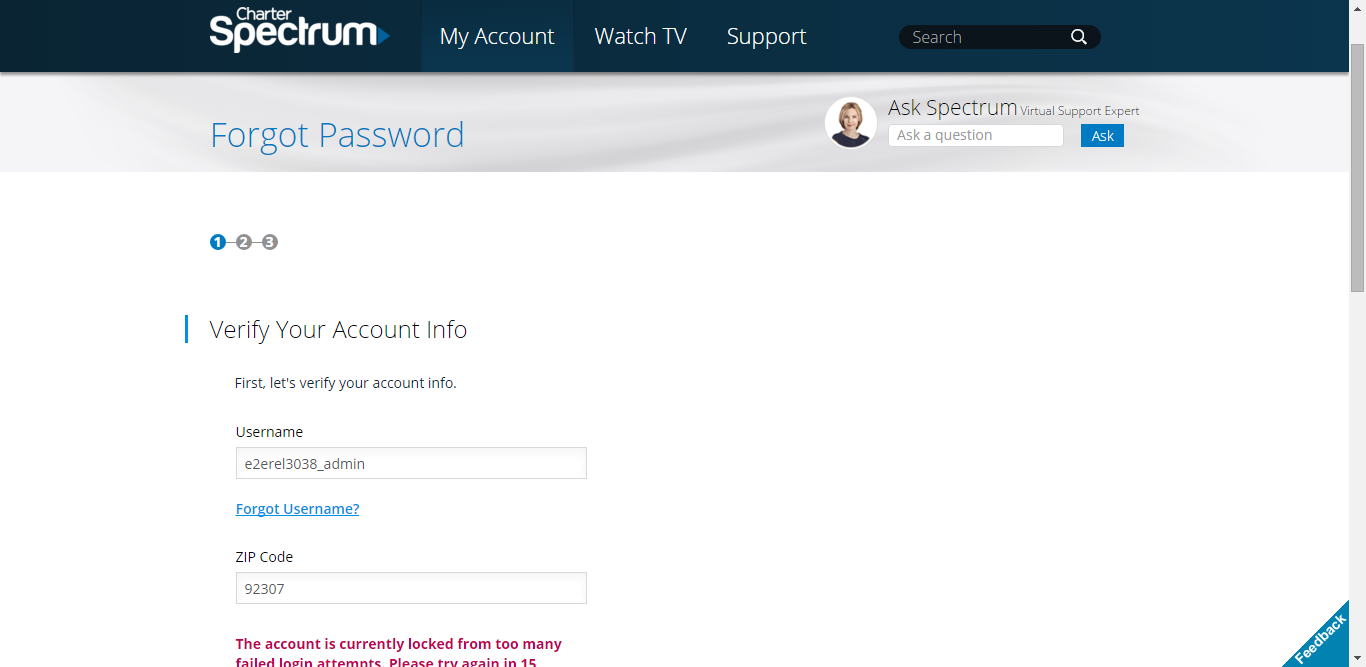 Charter
Spectrum
My Account
Watch TV
Support
Search
Forgot Password
Ask Spectrum Virtual Support Expert
Ask a question
Ask
1 2 3
Verify Your Account Info
First, let's verify your account info.
Username
e2erel3038_admin
Forgot Username?
ZIP Code
92307
The account is currently locked from too many
failed login attempts. Please try again in 15
Feedback